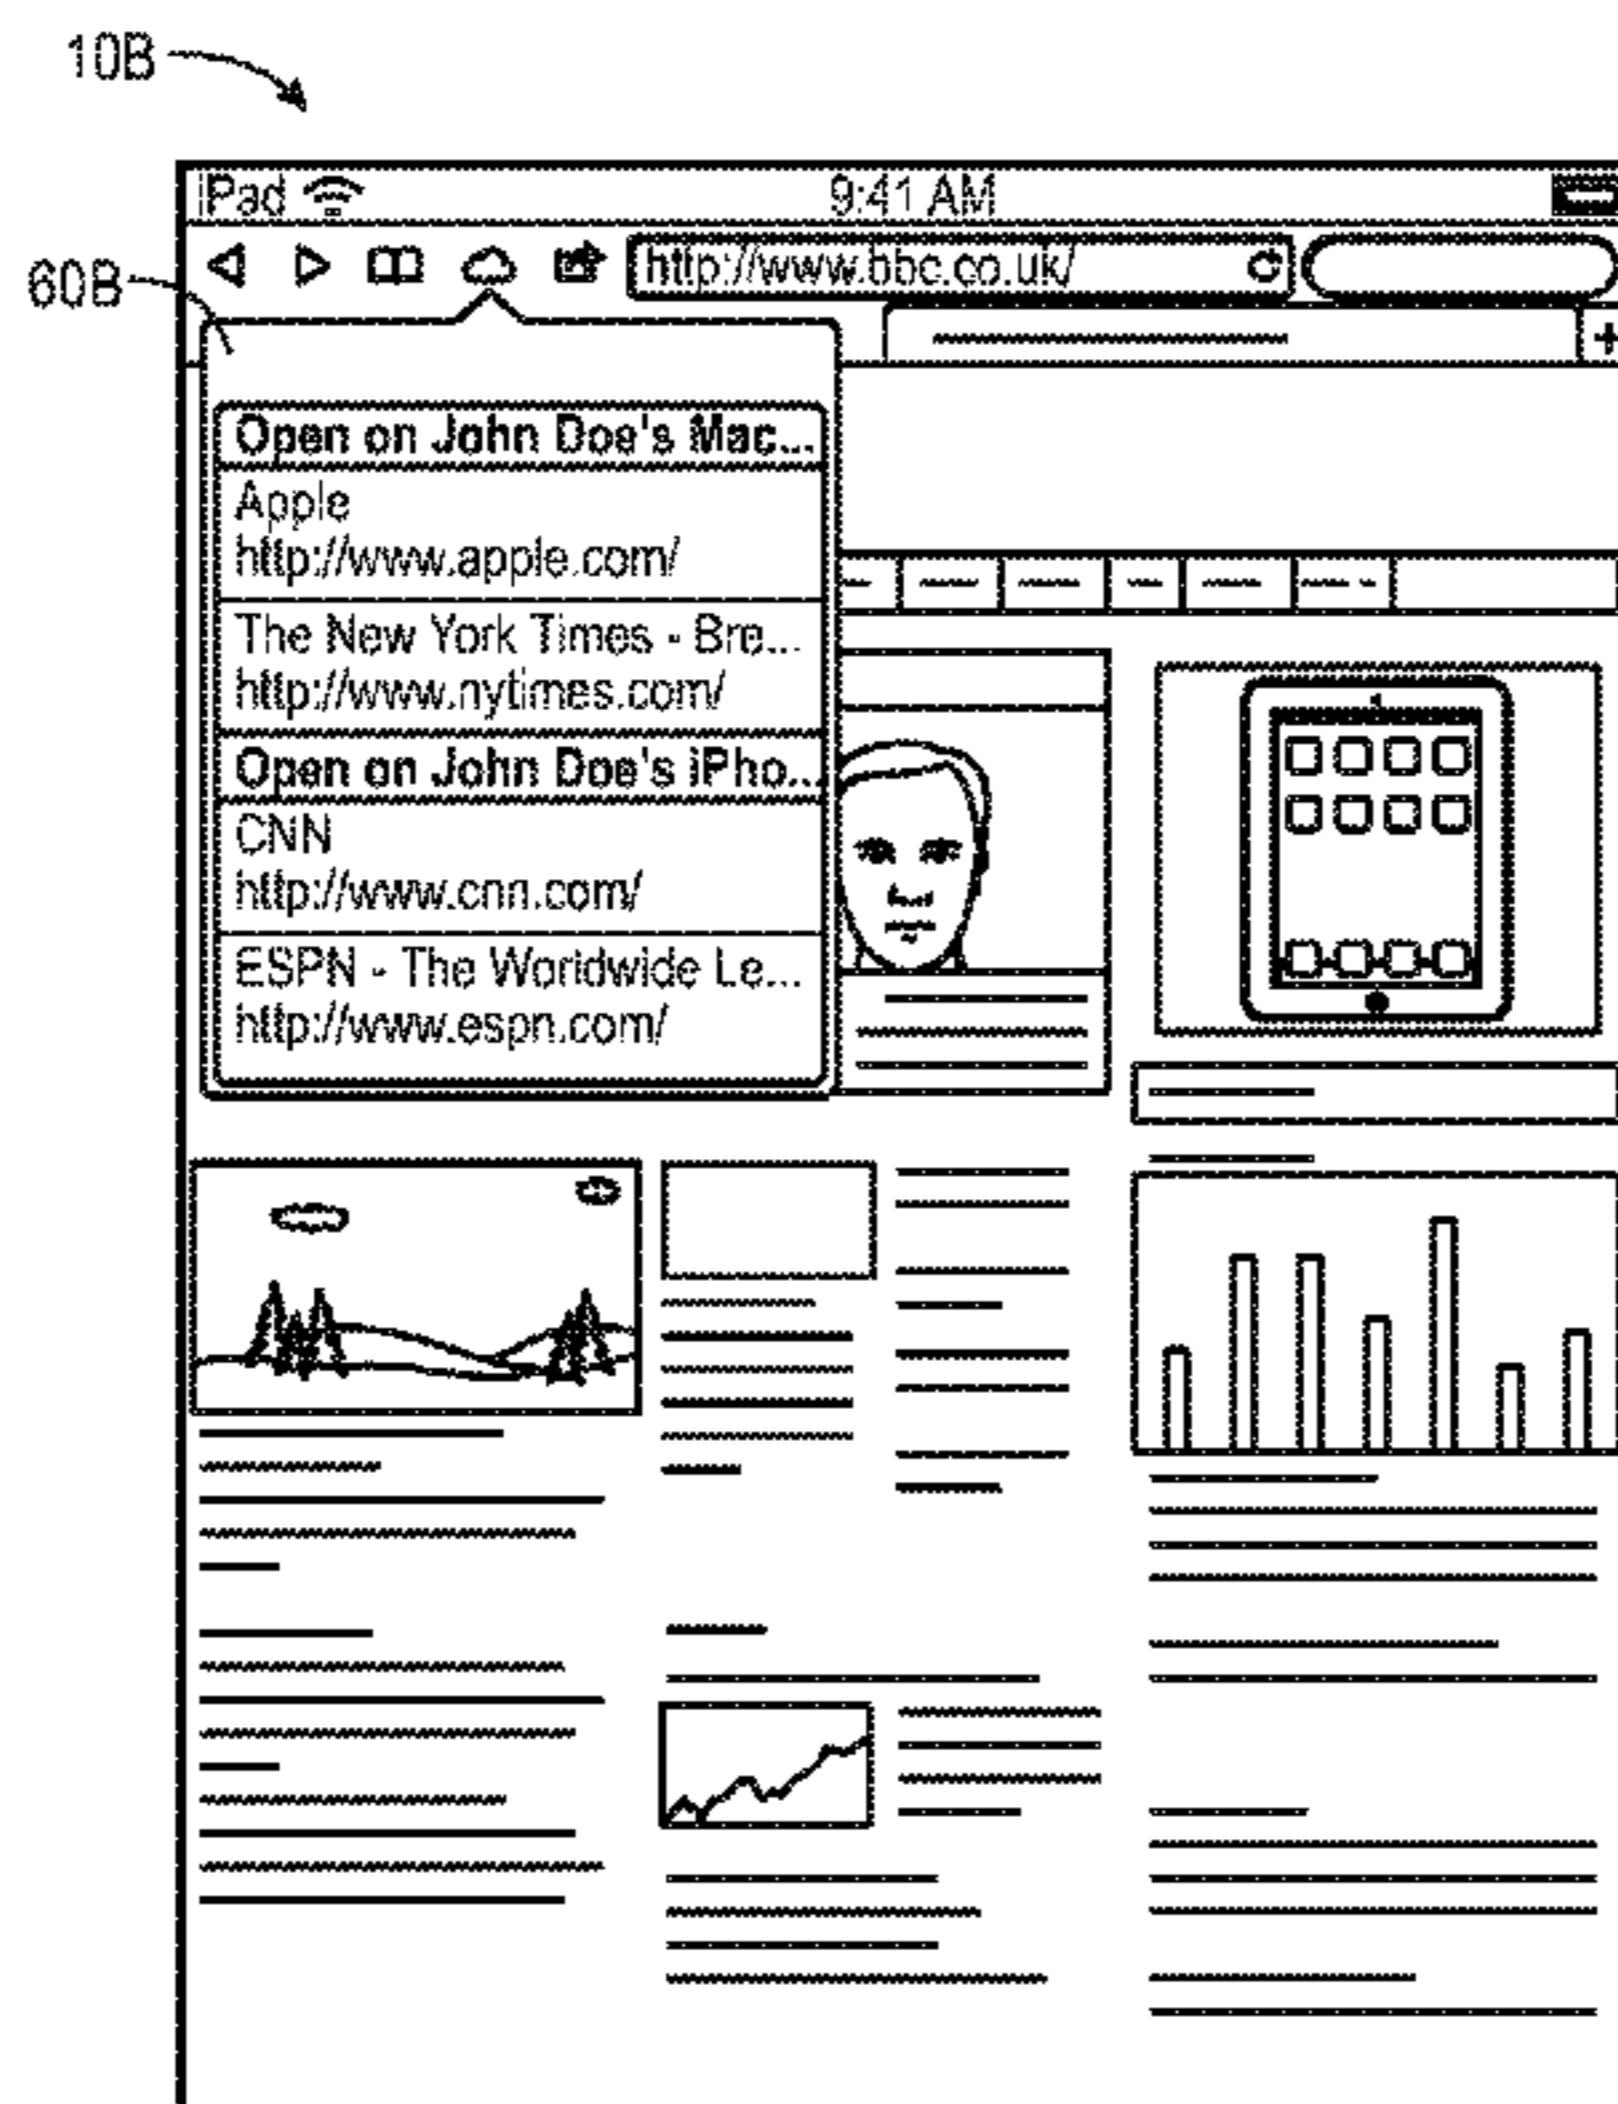 10B
iPad 9:41 AM
http://www.bbc.co.uk/
60B
+
Open on John Doe's Mac...
Apple
http://www.apple.com/
The New York Times - Bre...
http://www.nytimes.com/
Open on John Doe's iPho...
CNN
http://www.cnn.com/
ESPN - The Worldwide Le...
http://www.espn.com/